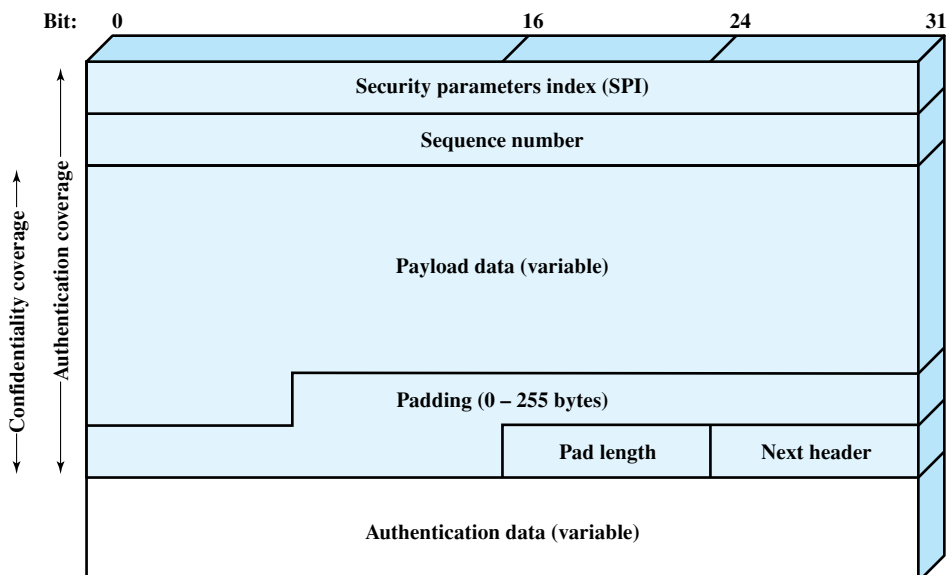 Bit: 0 16 24 31
Security parameters index (SPI)
Sequence number
Payload data (variable)
Padding (0 – 255 bytes)
Pad length Next header
Authentication data (variable)
Confidentiality coverage
Authentication coverage